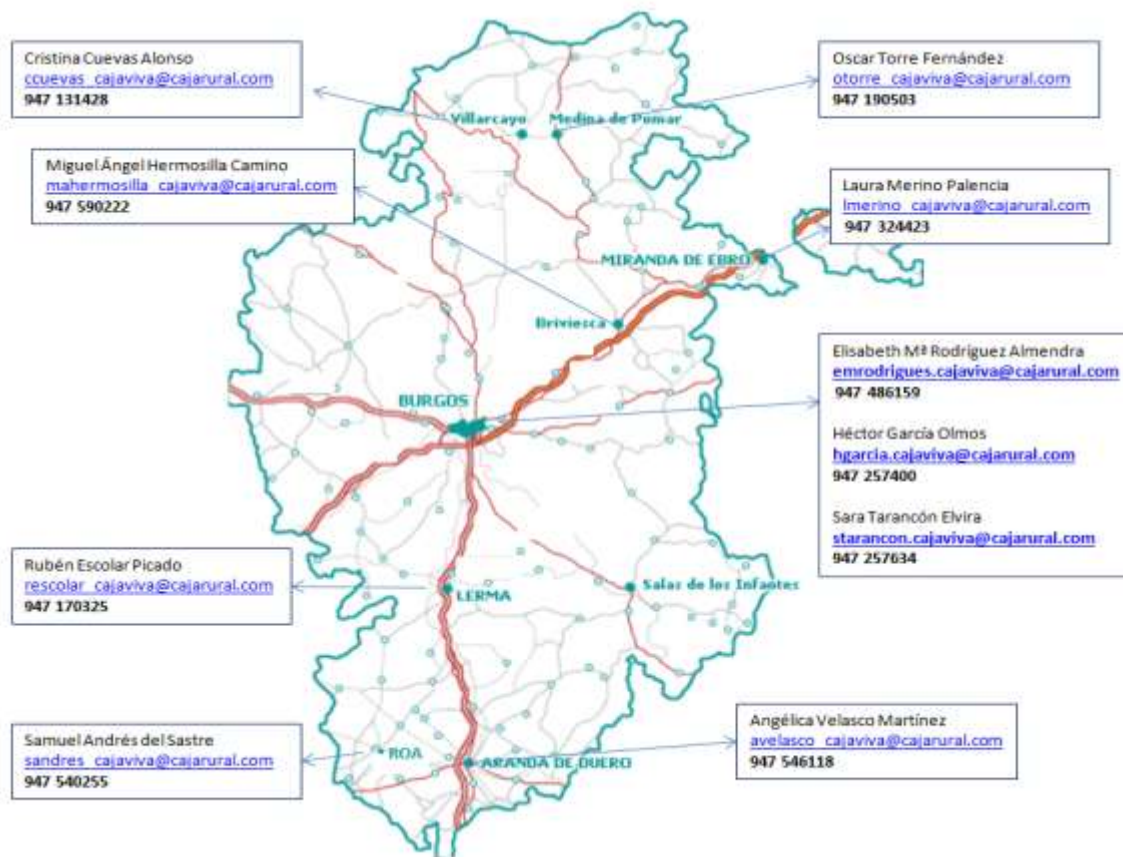 Cristina Cuevas Alonso
ccuevas_cajaviva@cajarural.com
947 131428
Oscar Torre Fernández
otorre_cajaviva@cajarural.com
947 190503
Villarcayo
Medina de Pomar
Miguel Ángel Hermosilla Camino
mahermosilla_cajaviva@cajarural.com
947 590222
Laura Merino Palencia
lmerino_cajaviva@cajarural.com
947 324423
MIRANDA DE EBRO
Briviesca
BURGOS
Elisabeth Mª Rodríguez Almendra
emrodrigues.cajaviva@cajarural.com
947 486159
Héctor García Olmos
hgarcia.cajaviva@cajarural.com
947 257400
Sara Tarancón Elvira
starancon.cajaviva@cajarural.com
947 257634
Rubén Escolar Picado
rescolar_cajaviva@cajarural.com
947 170325
LERMA
Salas de los Infantes
Samuel Andrés del Sastre
sandres_cajaviva@cajarural.com
947 540255
ROA
ARANDA DE DUERO
Angélica Velasco Martínez
avelasco_cajaviva@cajarural.com
947 546118